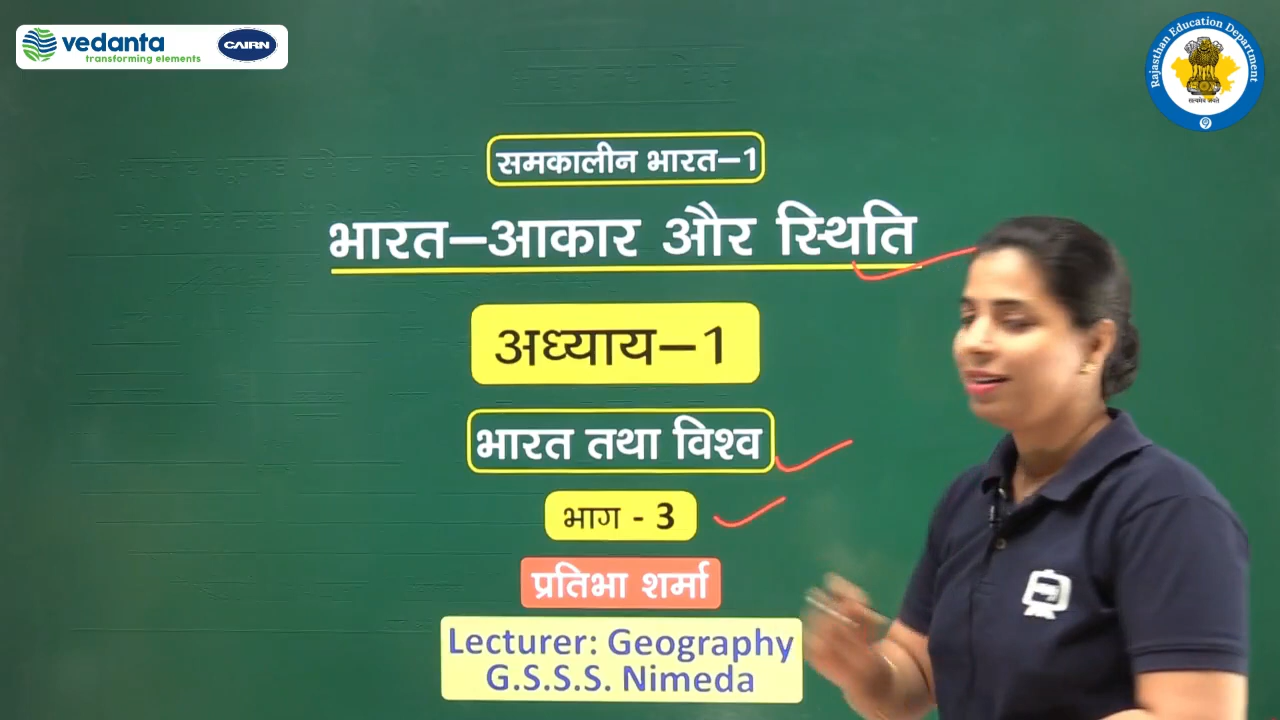 vedanta
transforming elements
CAIRN
Rajasthan Education Department
सत्यमेव जयते
समकालीन भारत–1
भारत–आकार और स्थिति
अध्याय–1
भारत तथा विश्व
भाग - 3
प्रतिभा शर्मा
Lecturer: Geography
G.S.S.S. Nimeda